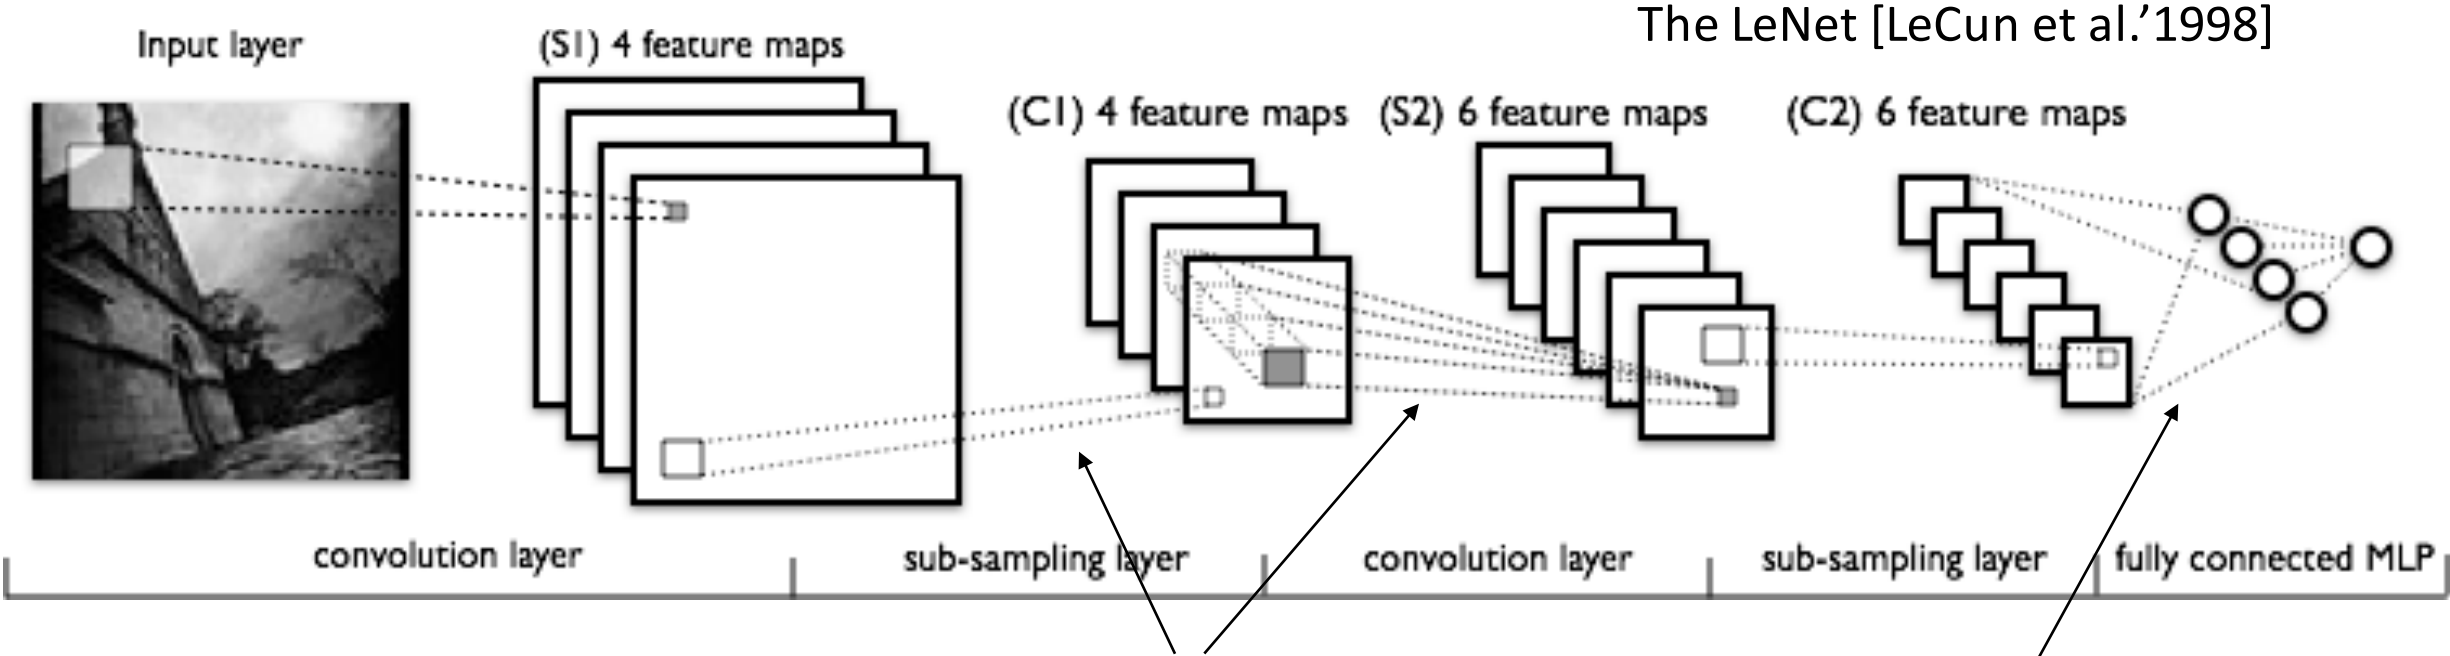 The LeNet [LeCun et al.’1998]
Input layer
(S1) 4 feature maps
(C1) 4 feature maps
(S2) 6 feature maps
(C2) 6 feature maps
convolution layer
sub-sampling layer
convolution layer
sub-sampling layer
fully connected MLP